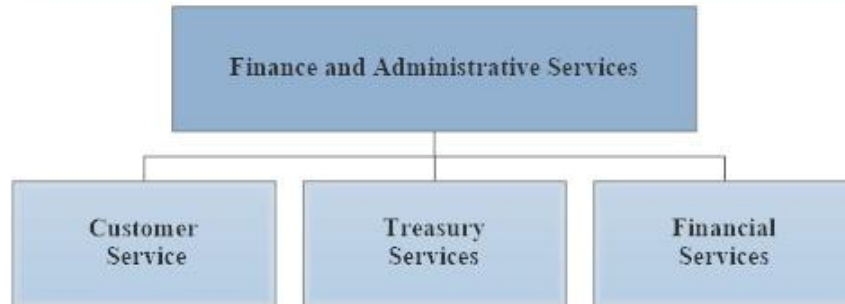 Finance and Administrative Services
Customer
Service
Treasury
Services
Financial
Services